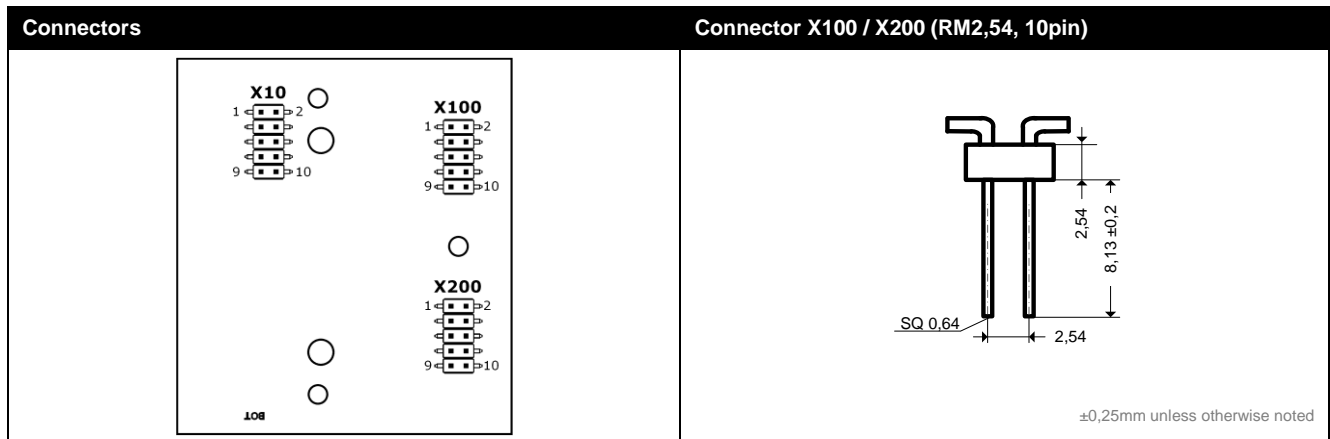 Connectors
Connector X100 / X200 (RM2,54, 10pin)
X10
1 2
9 10
X100
1 2
9 10
X200
1 2
9 10
BOT
2,54
8,13 ±0,2
SQ 0,64
2,54
±0,25mm unless otherwise noted